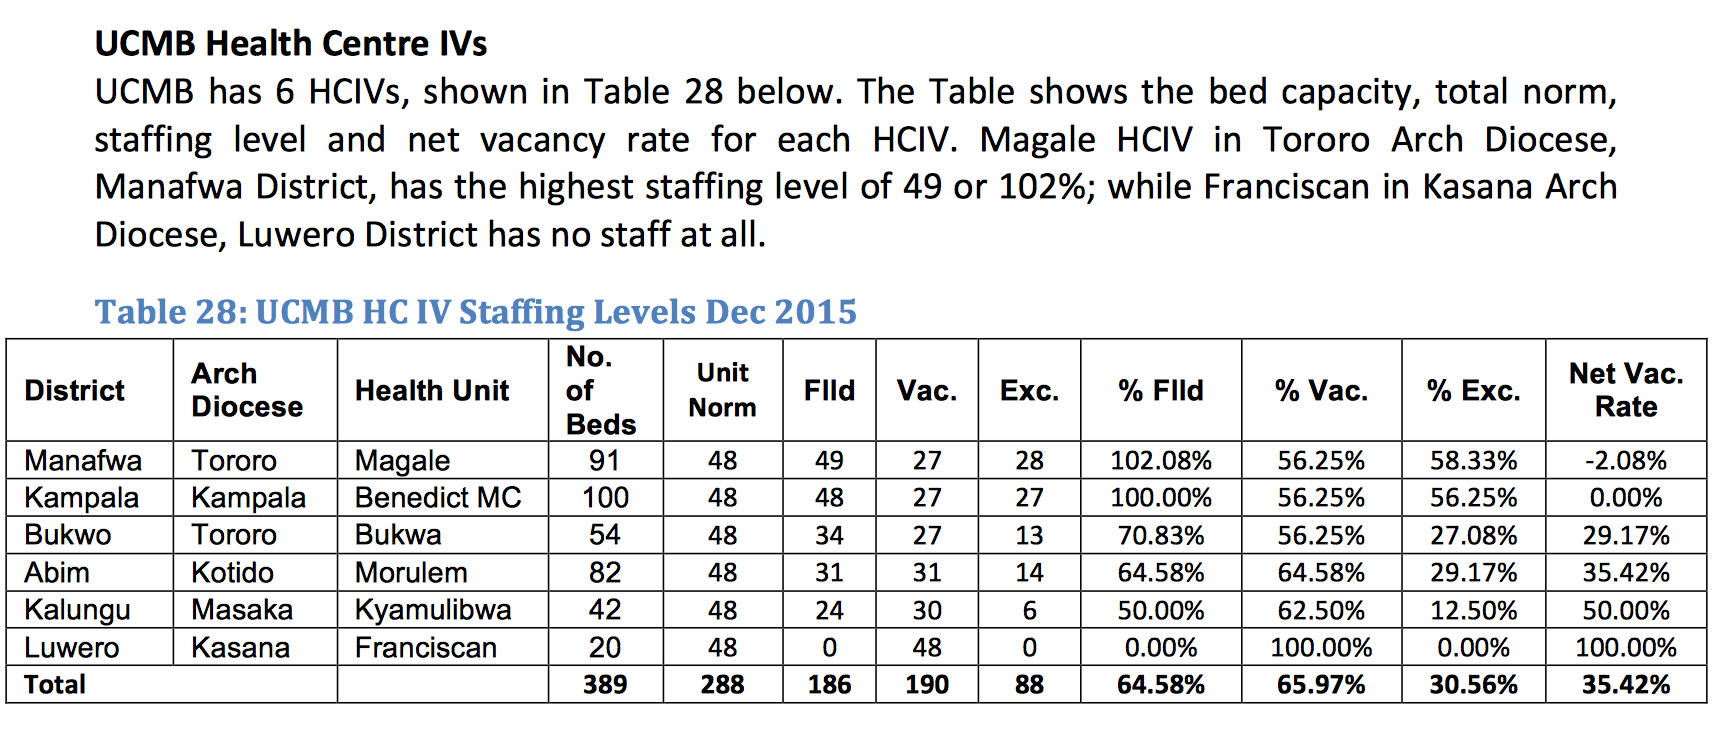 UCMB Health Centre IVs
UCMB has 6 HCIVs, shown in Table 28 below. The Table shows the bed capacity, total norm,
staffing level and net vacancy rate for each HCIV. Magale HCIV in Tororo Arch Diocese,
Manafwa District, has the highest staffing level of 49 or 102%; while Franciscan in Kasana Arch
Diocese, Luwero District has no staff at all.
Table 28: UCMB HC IV Staffing Levels Dec 2015
District Arch Diocese Health Unit No. of Beds Unit Norm Flld Vac. Exc. % Flld % Vac. % Exc. Net Vac. Rate
Manafwa Tororo Magale 91 48 49 27 28 102.08% 56.25% 58.33% -2.08%
Kampala Kampala Benedict MC 100 48 48 27 27 100.00% 56.25% 56.25% 0.00%
Bukwo Tororo Bukwa 54 48 34 27 13 70.83% 56.25% 27.08% 29.17%
Abim Kotido Morulem 82 48 31 31 14 64.58% 64.58% 29.17% 35.42%
Kalungu Masaka Kyamulibwa 42 48 24 30 6 50.00% 62.50% 12.50% 50.00%
Luwero Kasana Franciscan 20 48 0 48 0 0.00% 100.00% 0.00% 100.00%
Total 389 288 186 190 88 64.58% 65.97% 30.56% 35.42%